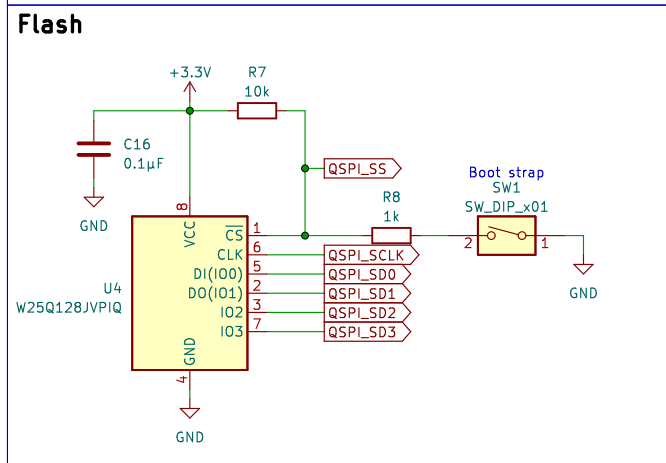 Flash
+3.3V
R7
10k
C16
0.1µF
GND
QSPI_SS
Boot strap
SW1
SW_DIP_x01
R8
1k
2
1
GND
8
VCC
CS
1
CLK
6
QSPI_SCLK
DI(IO0)
5
QSPI_SD0
U4
W25Q128JVPIQ
DO(IO1)
2
QSPI_SD1
IO2
3
QSPI_SD2
IO3
7
QSPI_SD3
GND
4
GND